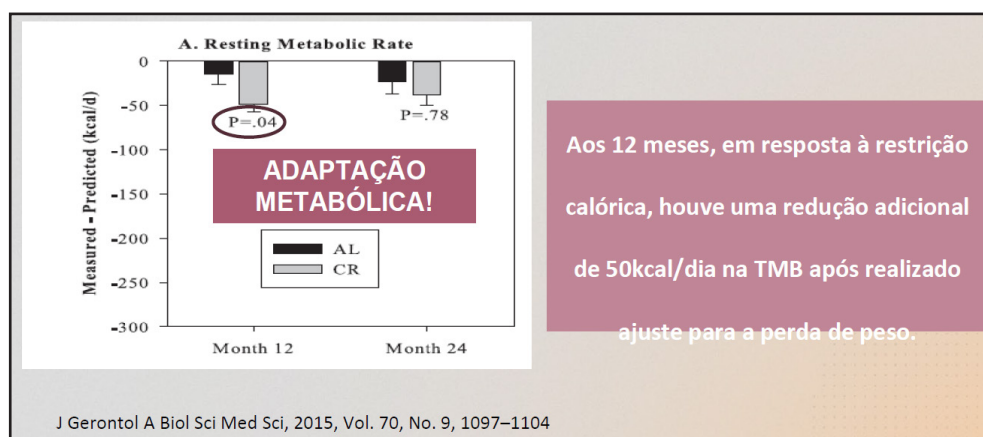 A. Resting Metabolic Rate
Measured - Predicted (kcal/d)
0
-50
-100
-150
-200
-250
-300
P=.04
P=.78
ADAPTAÇÃO
METABÓLICA!
AL
CR
Month 12
Month 24
Aos 12 meses, em resposta à restrição
calórica, houve uma redução adicional
de 50kcal/dia na TMB após realizado
ajuste para a perda de peso.
J Gerontol A Biol Sci Med Sci, 2015, Vol. 70, No. 9, 1097–1104